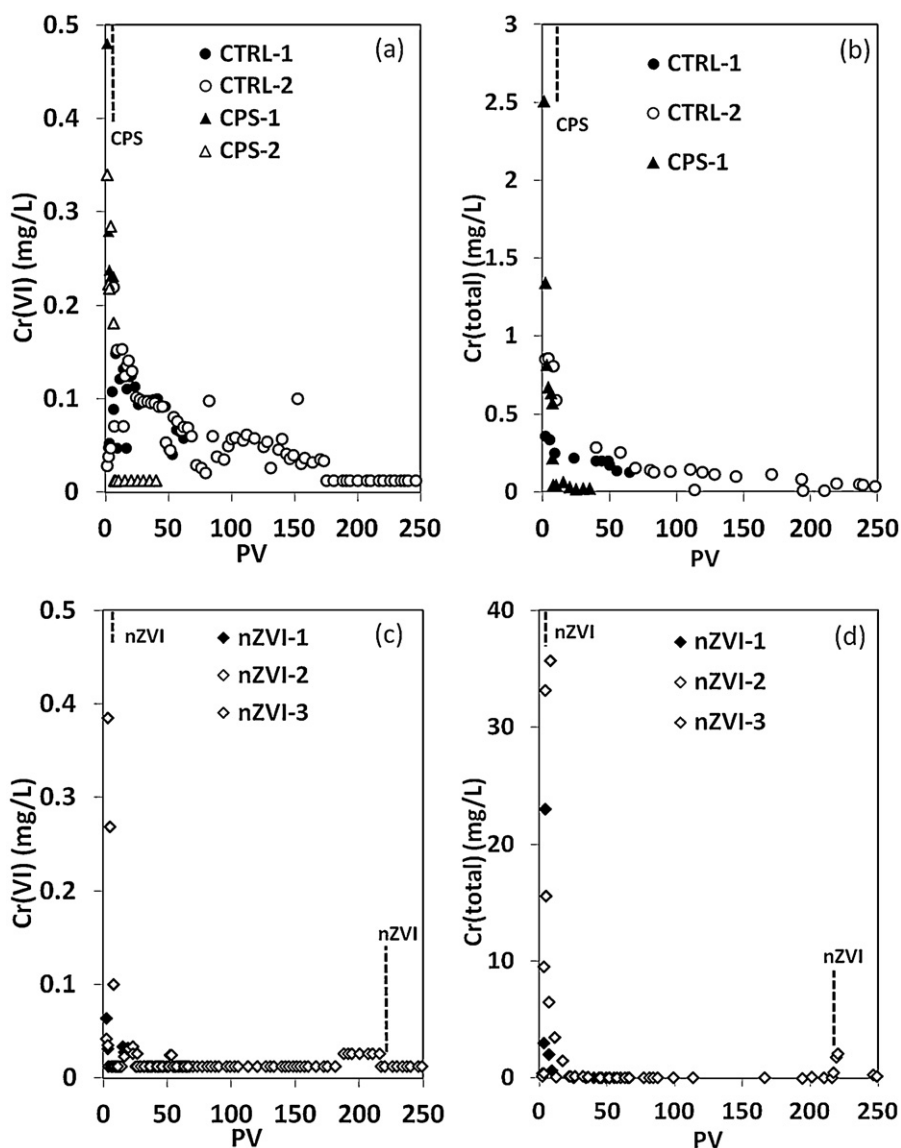 (a)
CTRL-1
CTRL-2
CPS-1
CPS-2
CPS
Cr(VI) (mg/L)
0.5
0.4
0.3
0.2
0.1
0
0 50 100 150 200 250
PV
(b)
CTRL-1
CTRL-2
CPS-1
CPS
Cr(total) (mg/L)
3
2.5
2
1.5
1
0.5
0
0 50 100 150 200 250
PV
(c)
nZVI
nZVI-1
nZVI-2
nZVI-3
nZVI
Cr(VI) (mg/L)
0.5
0.4
0.3
0.2
0.1
0
0 50 100 150 200 250
PV
(d)
nZVI
nZVI-1
nZVI-2
nZVI-3
nZVI
Cr(total) (mg/L)
40
30
20
10
0
0 50 100 150 200 250
PV